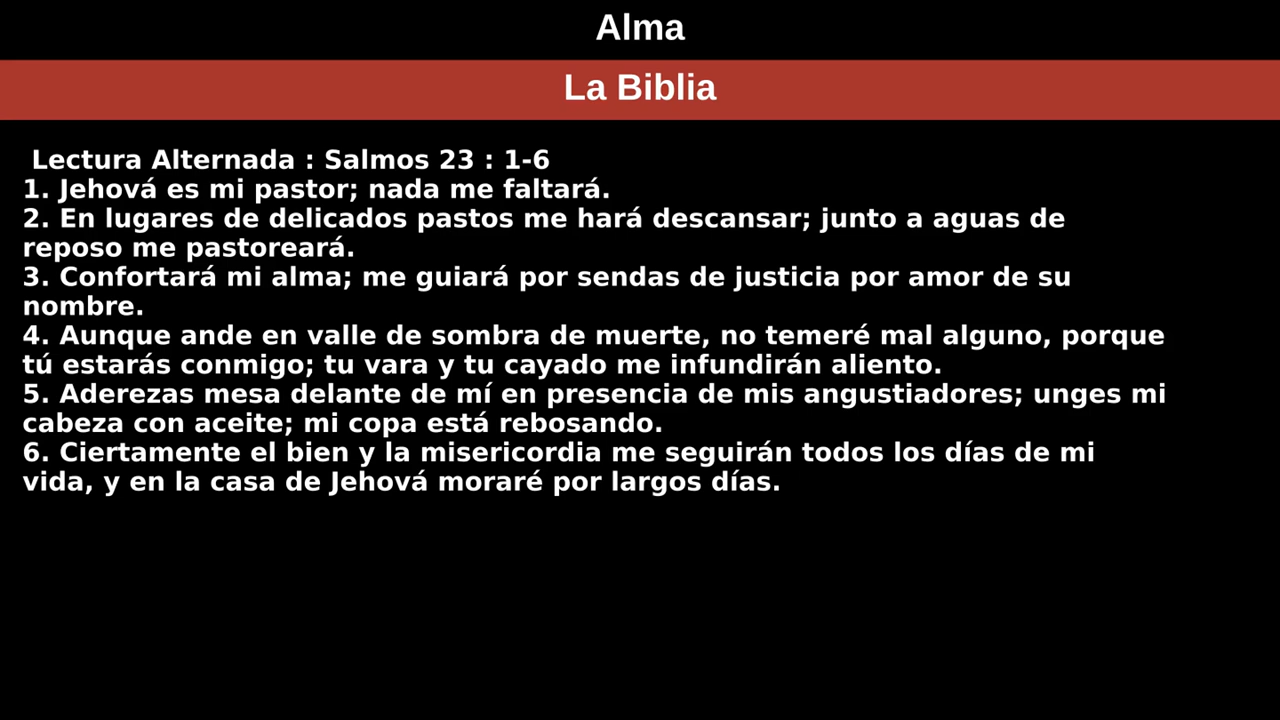 Alma
La Biblia
Lectura Alternada : Salmos 23 : 1-6
1. Jehová es mi pastor; nada me faltará.
2. En lugares de delicados pastos me hará descansar; junto a aguas de
reposo me pastoreará.
3. Confortará mi alma; me guiará por sendas de justicia por amor de su
nombre.
4. Aunque ande en valle de sombra de muerte, no temeré mal alguno, porque
tú estarás conmigo; tu vara y tu cayado me infundirán aliento.
5. Aderezas mesa delante de mí en presencia de mis angustiadores; unges mi
cabeza con aceite; mi copa está rebosando.
6. Ciertamente el bien y la misericordia me seguirán todos los días de mi
vida, y en la casa de Jehová moraré por largos días.